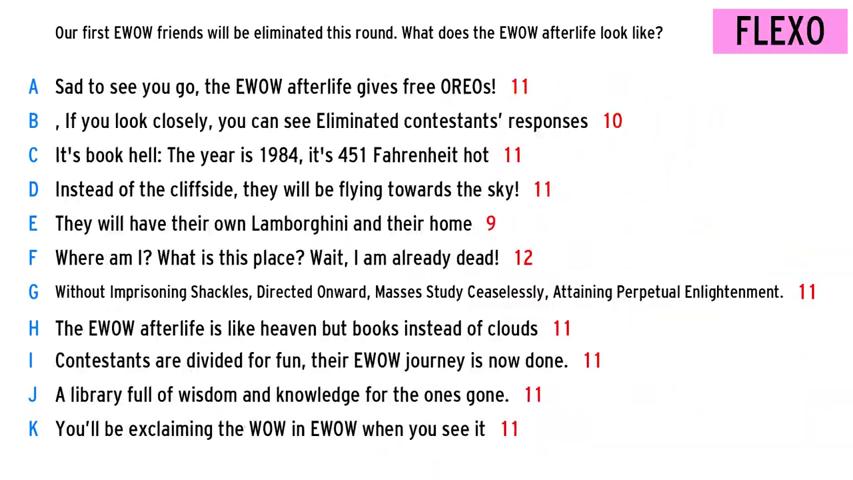 Our first EWOW friends will be eliminated this round. What does the EWOW afterlife look like?
FLEXO
A Sad to see you go, the EWOW afterlife gives free OREOs! 11
B , If you look closely, you can see Eliminated contestants’ responses 10
C It's book hell: The year is 1984, it's 451 Fahrenheit hot 11
D Instead of the cliffside, they will be flying towards the sky! 11
E They will have their own Lamborghini and their home 9
F Where am I? What is this place? Wait, I am already dead! 12
G Without Imprisoning Shackles, Directed Onward, Masses Study Ceaselessly, Attaining Perpetual Enlightenment. 11
H The EWOW afterlife is like heaven but books instead of clouds 11
I Contestants are divided for fun, their EWOW journey is now done. 11
J A library full of wisdom and knowledge for the ones gone. 11
K You’ll be exclaiming the WOW in EWOW when you see it 11